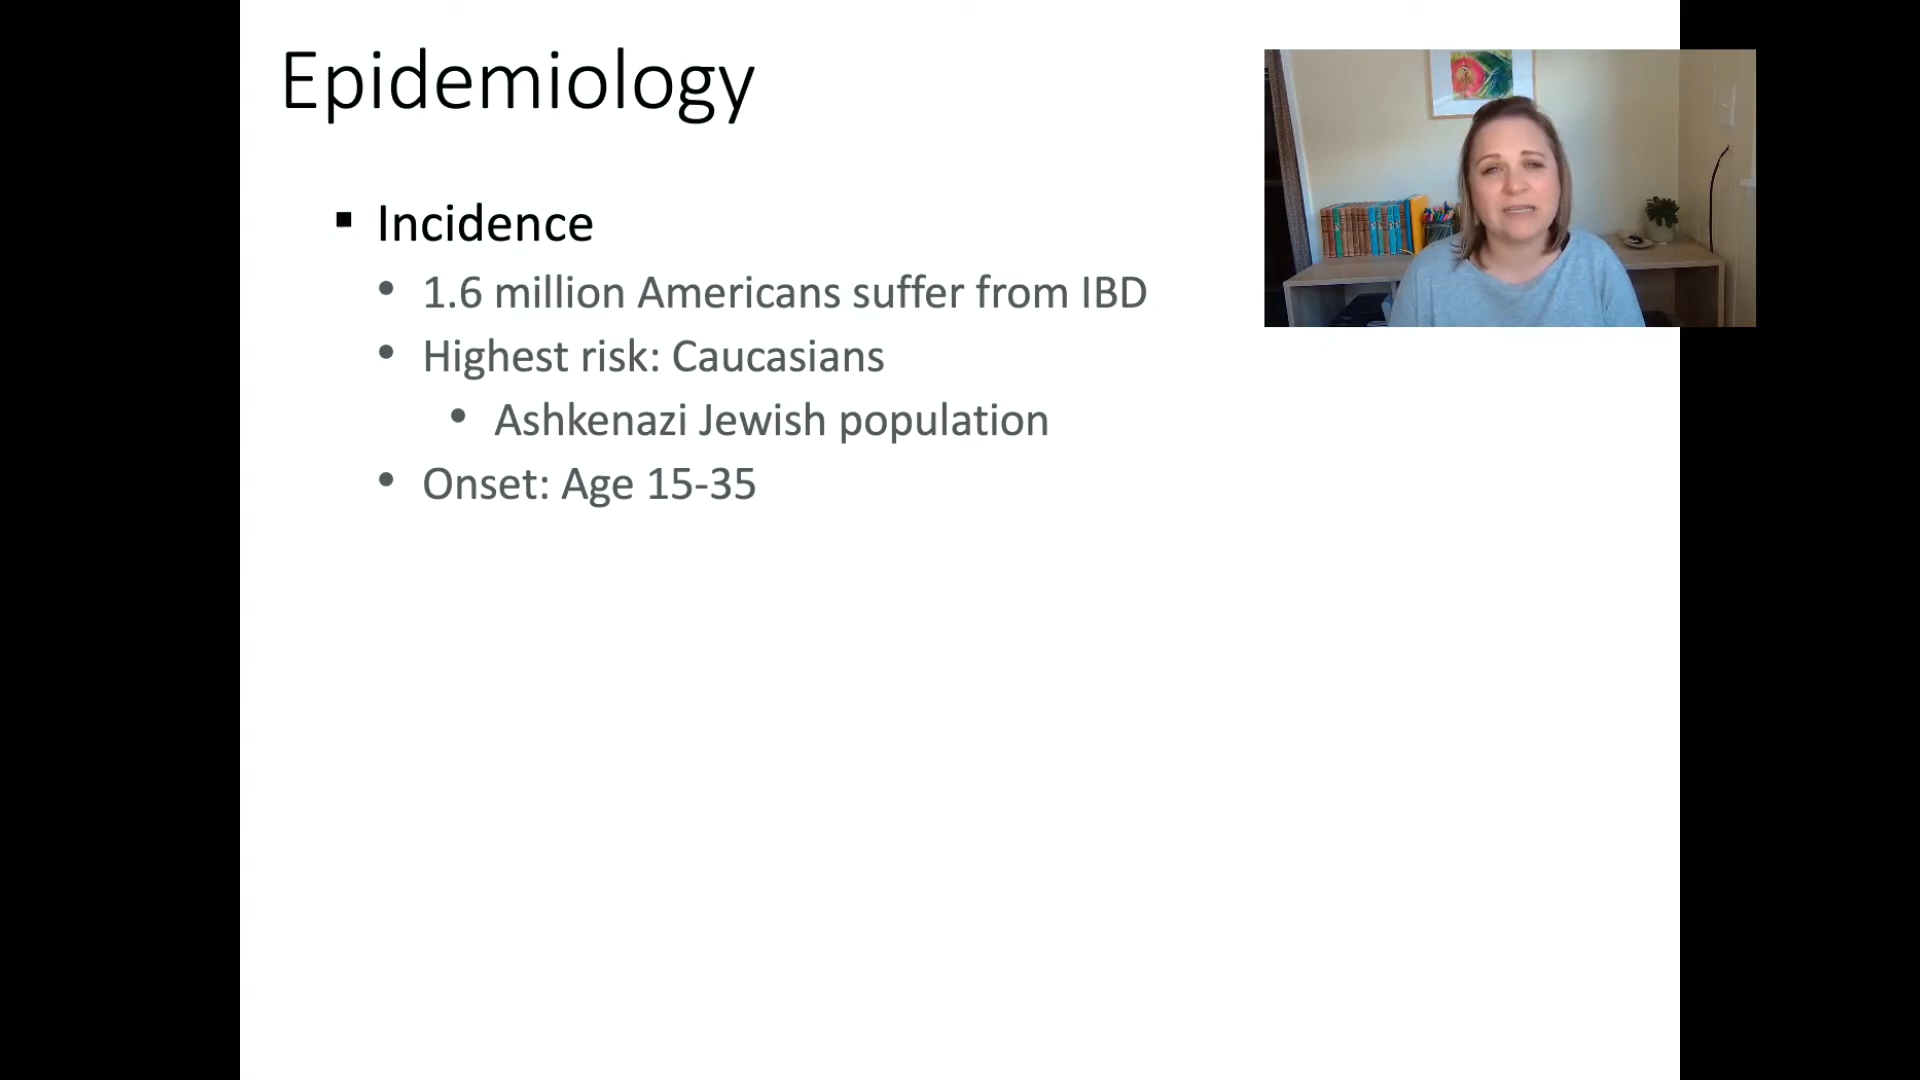 Epidemiology
▪ Incidence
• 1.6 million Americans suffer from IBD
• Highest risk: Caucasians
• Ashkenazi Jewish population
• Onset: Age 15-35